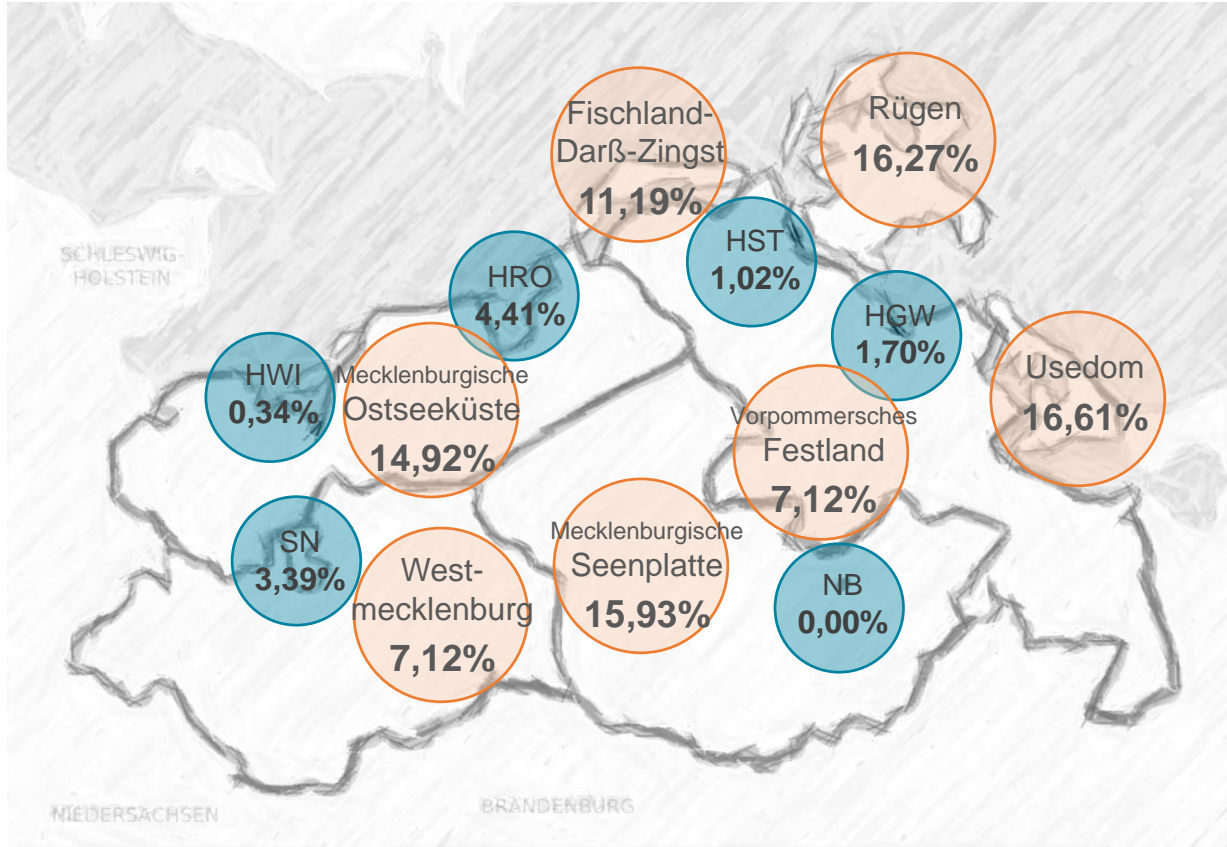 Fischland-
Darß-Zingst
11,19%
Rügen
16,27%
SCHLESWIG-
HOLSTEIN
HST
1,02%
HRO
4,41%
HGW
1,70%
HWI
0,34%
Mecklenburgische
Ostseeküste
14,92%
Vorpommersches
Festland
7,12%
Usedom
16,61%
SN
3,39%
West-
mecklenburg
7,12%
Mecklenburgische
Seenplatte
15,93%
NB
0,00%
NIEDERSACHSEN
BRANDENBURG